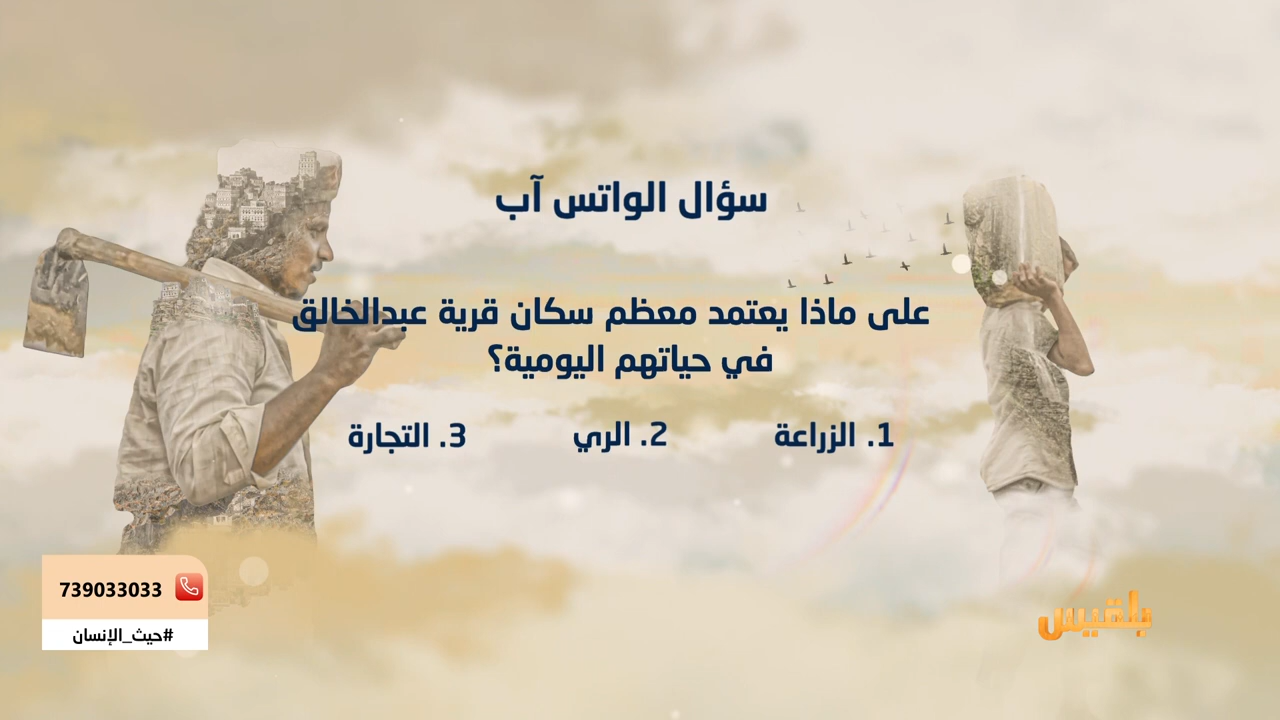 سؤال الواتس آب
على ماذا يعتمد معظم سكان قرية عبدالخالق
في حياتهم اليومية؟
1. الزراعة
2. الري
3. التجارة
739033033
#حيث_الإنسان
بلقيس